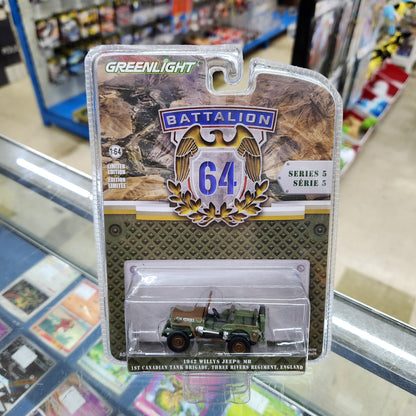 GREENLIGHT
BATTALION
64
1:64
LIMITED
EDITION
ÉDITION
LIMITÉE
SERIES 5
SÉRIE 5
1942 WILLYS JEEP® MB
1ST CANADIAN TANK BRIGADE, THREE RIVERS REGIMENT, ENGLAND